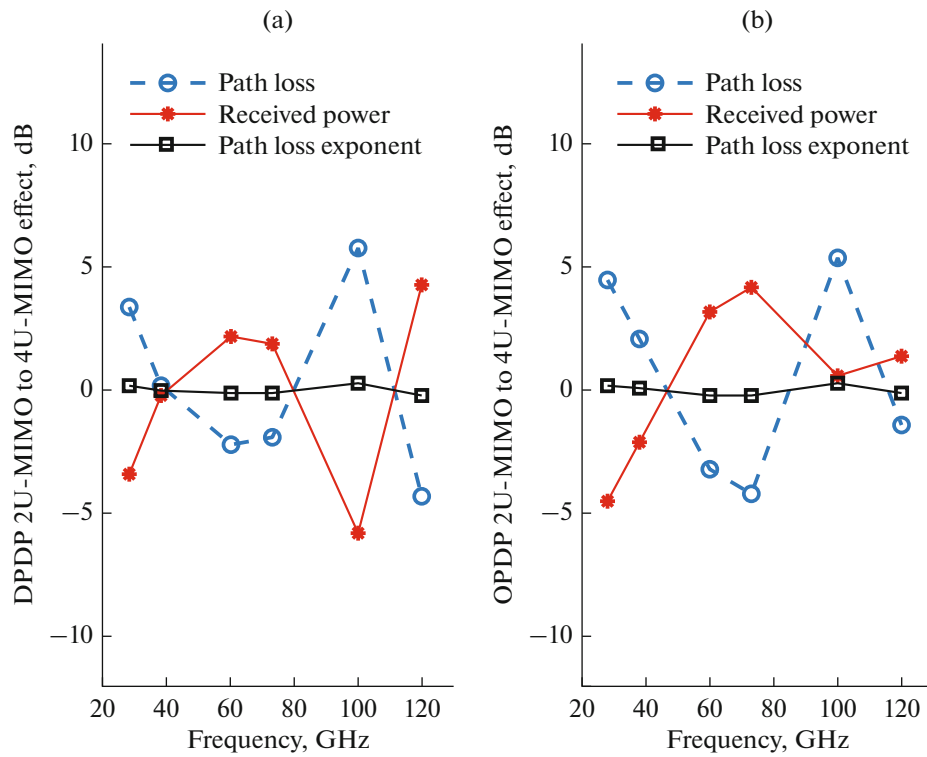 (a)
Path loss
Received power
Path loss exponent
DPDP 2U-MIMO to 4U-MIMO effect, dB
10
5
0
−5
−10
20 40 60 80 100 120
Frequency, GHz
(b)
Path loss
Received power
Path loss exponent
OPDP 2U-MIMO to 4U-MIMO effect, dB
10
5
0
−5
−10
20 40 60 80 100 120
Frequency, GHz